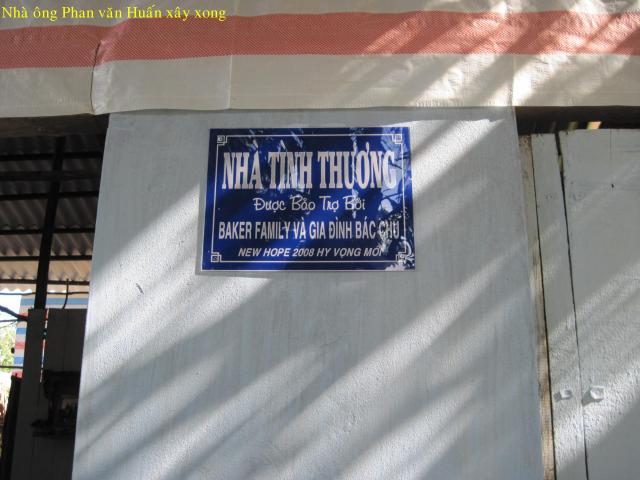 Nhà ông Phan văn Huấn xây xong
NHÀ TÌNH THƯƠNG
Được Bảo Trợ Bởi
BAKER FAMILY VÀ GIA ĐÌNH BÁC CHU
NEW HOPE 2008 HY VỌNG MỚI